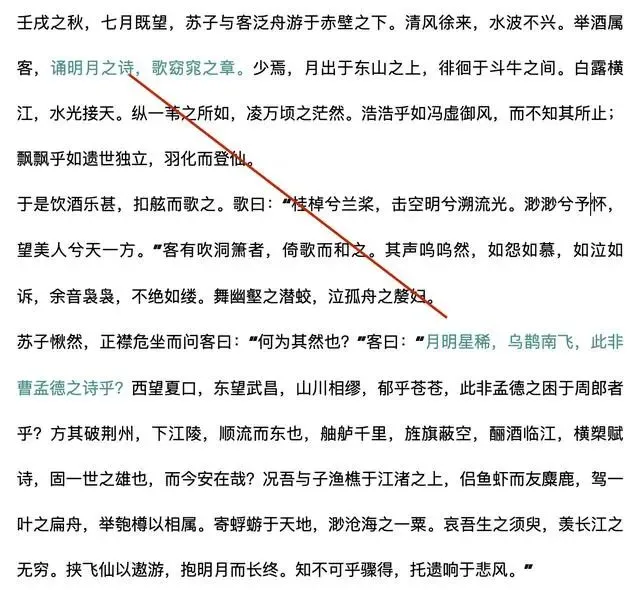 壬戌之秋，七月既望，苏子与客泛舟游于赤壁之下。清风徐来，水波不兴。举酒属
客，诵明月之诗，歌窈窕之章。少焉，月出于东山之上，徘徊于斗牛之间。白露横
江，水光接天。纵一苇之所如，凌万顷之茫然。浩浩乎如冯虚御风，而不知其所止；
飘飘乎如遗世独立，羽化而登仙。
于是饮酒乐甚，扣舷而歌之。歌曰：“桂棹兮兰桨，击空明兮溯流光。渺渺兮予怀，
望美人兮天一方。”客有吹洞箫者，倚歌而和之。其声呜呜然，如怨如慕，如泣如
诉，余音袅袅，不绝如缕。舞幽壑之潜蛟，泣孤舟之嫠妇。
苏子愀然，正襟危坐而问客曰：“何为其然也？”客曰：“月明星稀，乌鹊南飞，此非
曹孟德之诗乎？西望夏口，东望武昌，山川相缪，郁乎苍苍，此非孟德之困于周郎者
乎？方其破荆州，下江陵，顺流而东也，舳舻千里，旌旗蔽空，酾酒临江，横槊赋
诗，固一世之雄也，而今安在哉？况吾与子渔樵于江渚之上，侣鱼虾而友麋鹿，驾一
叶之扁舟，举匏樽以相属。寄蜉蝣于天地，渺沧海之一粟。哀吾生之须臾，羡长江之
无穷。挟飞仙以遨游，抱明月而长终。知不可乎骤得，托遗响于悲风。”